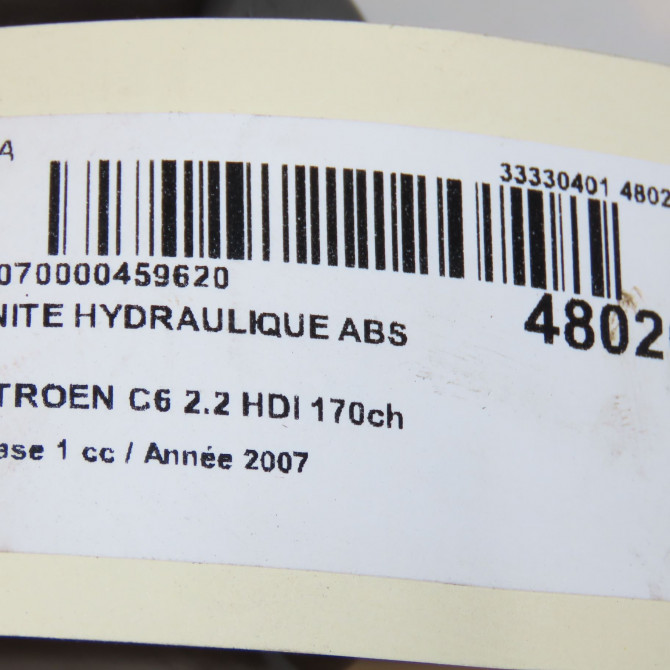 A
33330401 4802
070000459620
NITE HYDRAULIQUE ABS
4802
TROEN C6 2.2 HDI 170ch
ase 1 cc / Année 2007